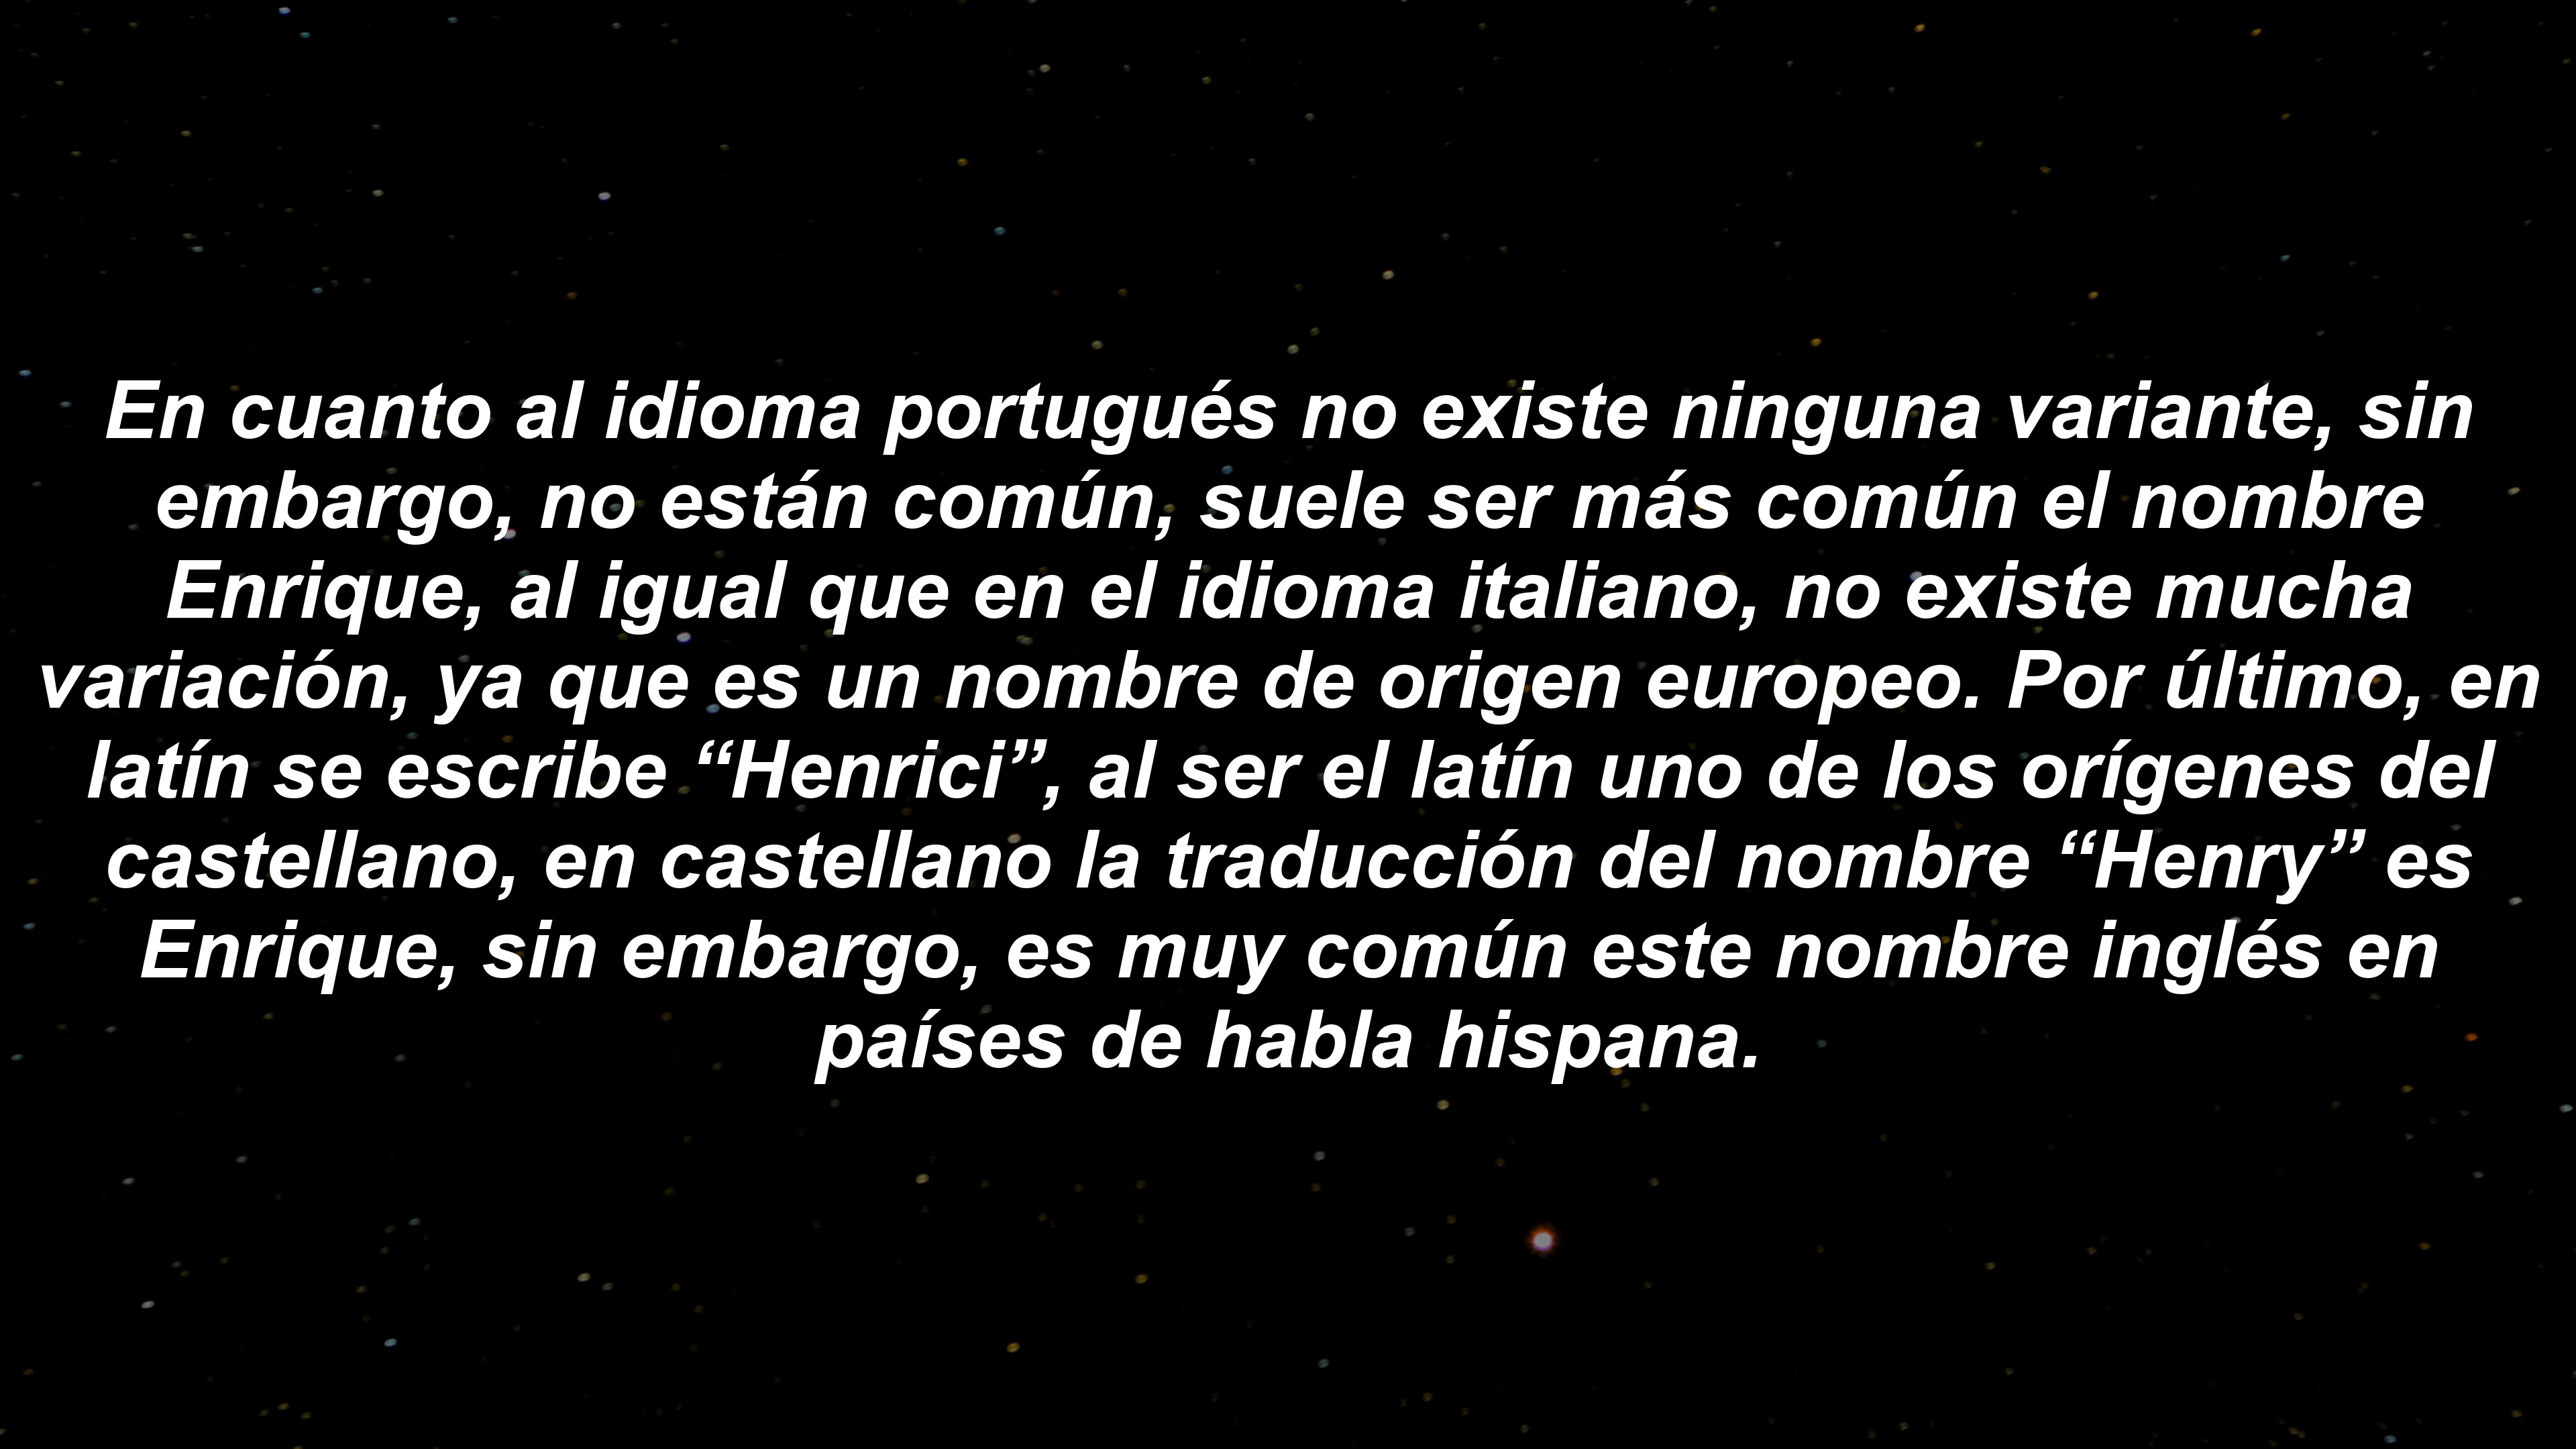 En cuanto al idioma portugués no existe ninguna variante, sin
embargo, no están común, suele ser más común el nombre
Enrique, al igual que en el idioma italiano, no existe mucha
variación, ya que es un nombre de origen europeo. Por último, en
latín se escribe “Henrici”, al ser el latín uno de los orígenes del
castellano, en castellano la traducción del nombre “Henry” es
Enrique, sin embargo, es muy común este nombre inglés en
países de habla hispana.